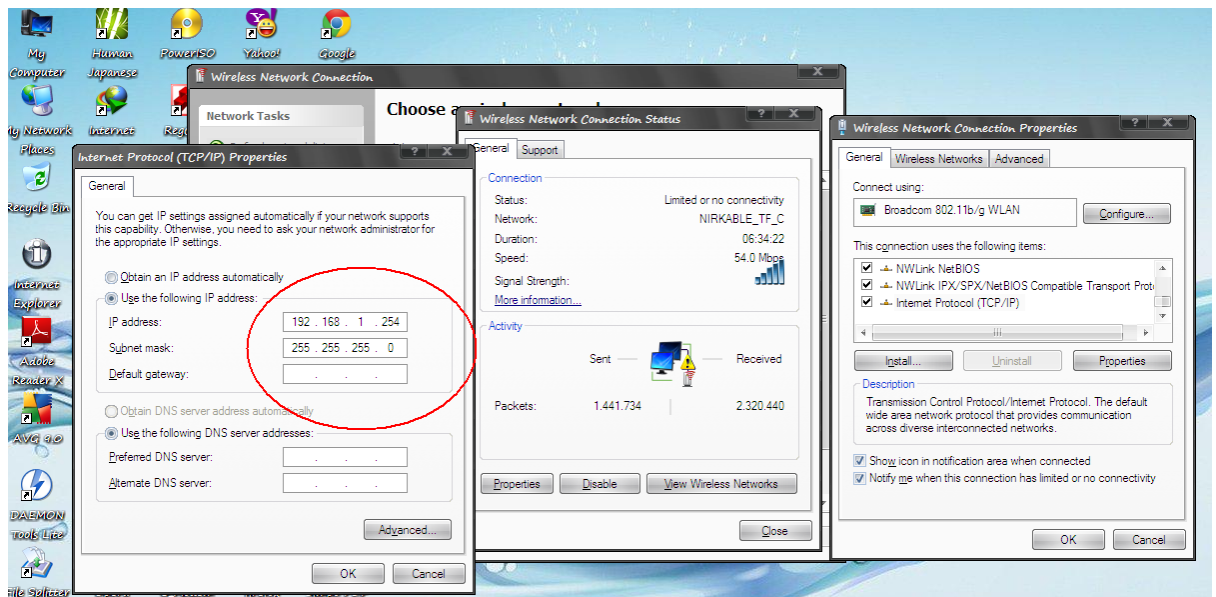 My Computer
Human Japanese
PowerISO
Yahoo!
Google
My Network Places
Internet
Recycle Bin
Internet Explorer
Adobe Reader X
AVG 9.0
DAEMON Tools Lite
File Splitter
Wireless Network Connection
X
Network Tasks
Choose a
Internet Protocol (TCP/IP) Properties
? X
General
You can get IP settings assigned automatically if your network supports
this capability. Otherwise, you need to ask your network administrator for
the appropriate IP settings.
Obtain an IP address automatically
Use the following IP address:
IP address: 192 . 168 . 1 . 254
Subnet mask: 255 . 255 . 255 . 0
Default gateway: . . .
Obtain DNS server address automatically
Use the following DNS server addresses:
Preferred DNS server: . . .
Alternate DNS server: . . .
Advanced...
OK Cancel
Wireless Network Connection Status
? X
General Support
Connection
Status: Limited or no connectivity
Network: NIRKABLE_TF_C
Duration: 06:34:22
Speed: 54.0 Mbps
Signal Strength:
More information...
Activity
Sent Received
Packets: 1.441.734 2.320.440
Properties Disable View Wireless Networks
Close
Wireless Network Connection Properties
? X
General Wireless Networks Advanced
Connect using:
Broadcom 802.11b/g WLAN Configure...
This connection uses the following items:
NWLink NetBIOS
NWLink IPX/SPX/NetBIOS Compatible Transport Proto
Internet Protocol (TCP/IP)
Install... Uninstall Properties
Description
Transmission Control Protocol/Internet Protocol. The default
wide area network protocol that provides communication
across diverse interconnected networks.
Show icon in notification area when connected
Notify me when this connection has limited or no connectivity
OK Cancel